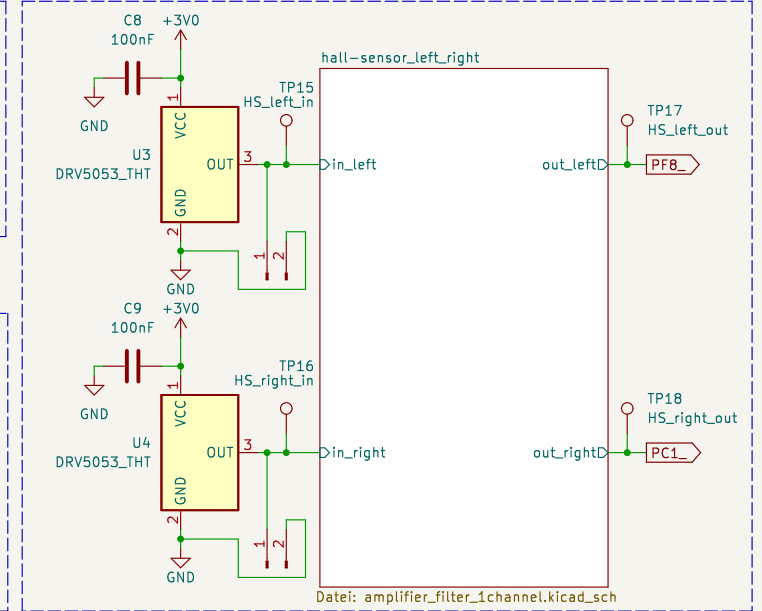 C8
+3V0
100nF
GND
1
VCC
U3
DRV5053_THT
OUT
3
GND
2
GND
TP15
HS_left_in
1
2
hall-sensor_left_right
in_left
out_left
TP17
HS_left_out
PF8_
C9
+3V0
100nF
GND
1
VCC
U4
DRV5053_THT
OUT
3
GND
2
GND
TP16
HS_right_in
1
2
in_right
out_right
TP18
HS_right_out
PC1_
Datei: amplifier_filter_1channel.kicad_sch